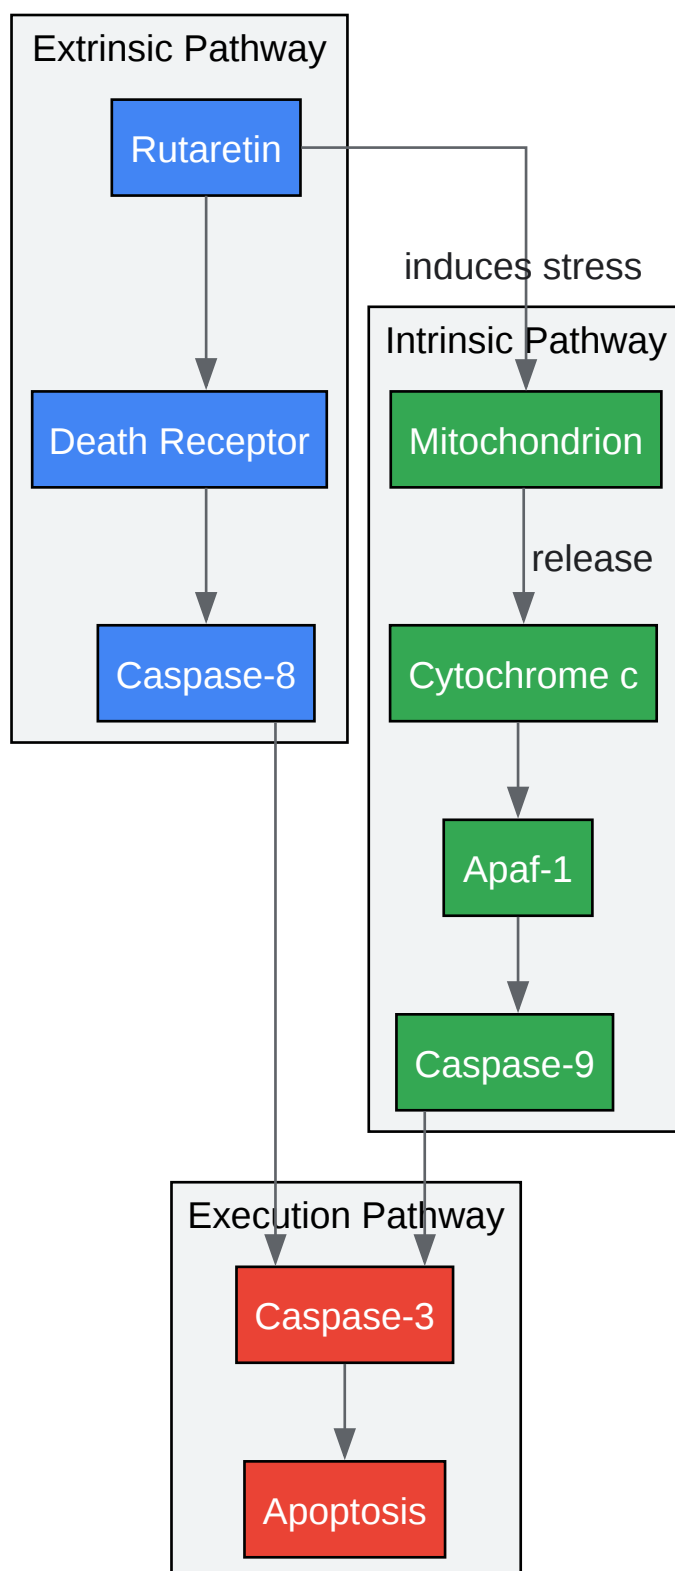 Extrinsic Pathway
Rutaretin
induces stress
Intrinsic Pathway
Death Receptor
Mitochondrion
release
Caspase-8
Cytochrome c
Apaf-1
Caspase-9
Execution Pathway
Caspase-3
Apoptosis